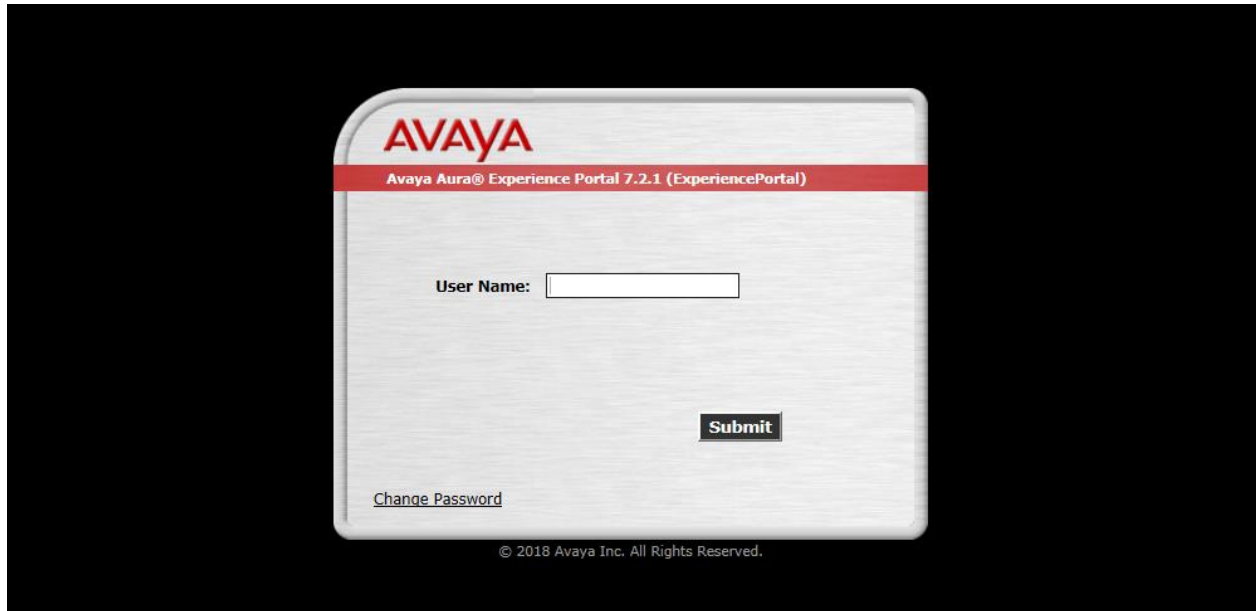 AVAYA
Avaya Aura® Experience Portal 7.2.1 (ExperiencePortal)
User Name:
Submit
Change Password
© 2018 Avaya Inc. All Rights Reserved.